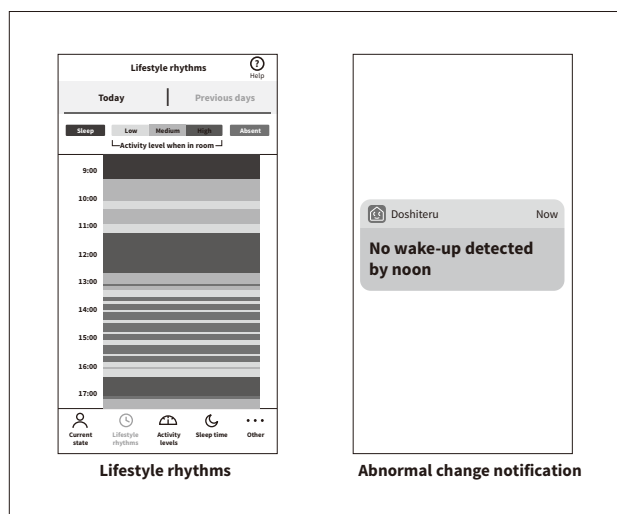 Lifestyle rhythms
?
Help
Today
Previous days
Sleep
Low
Medium
High
Absent
Activity level when in room
9:00
10:00
11:00
12:00
13:00
14:00
15:00
16:00
17:00
Current
state
Lifestyle
rhythms
Activity
levels
Sleep time
Other
Lifestyle rhythms
Doshiteru
Now
No wake-up detected
by noon
Abnormal change notification